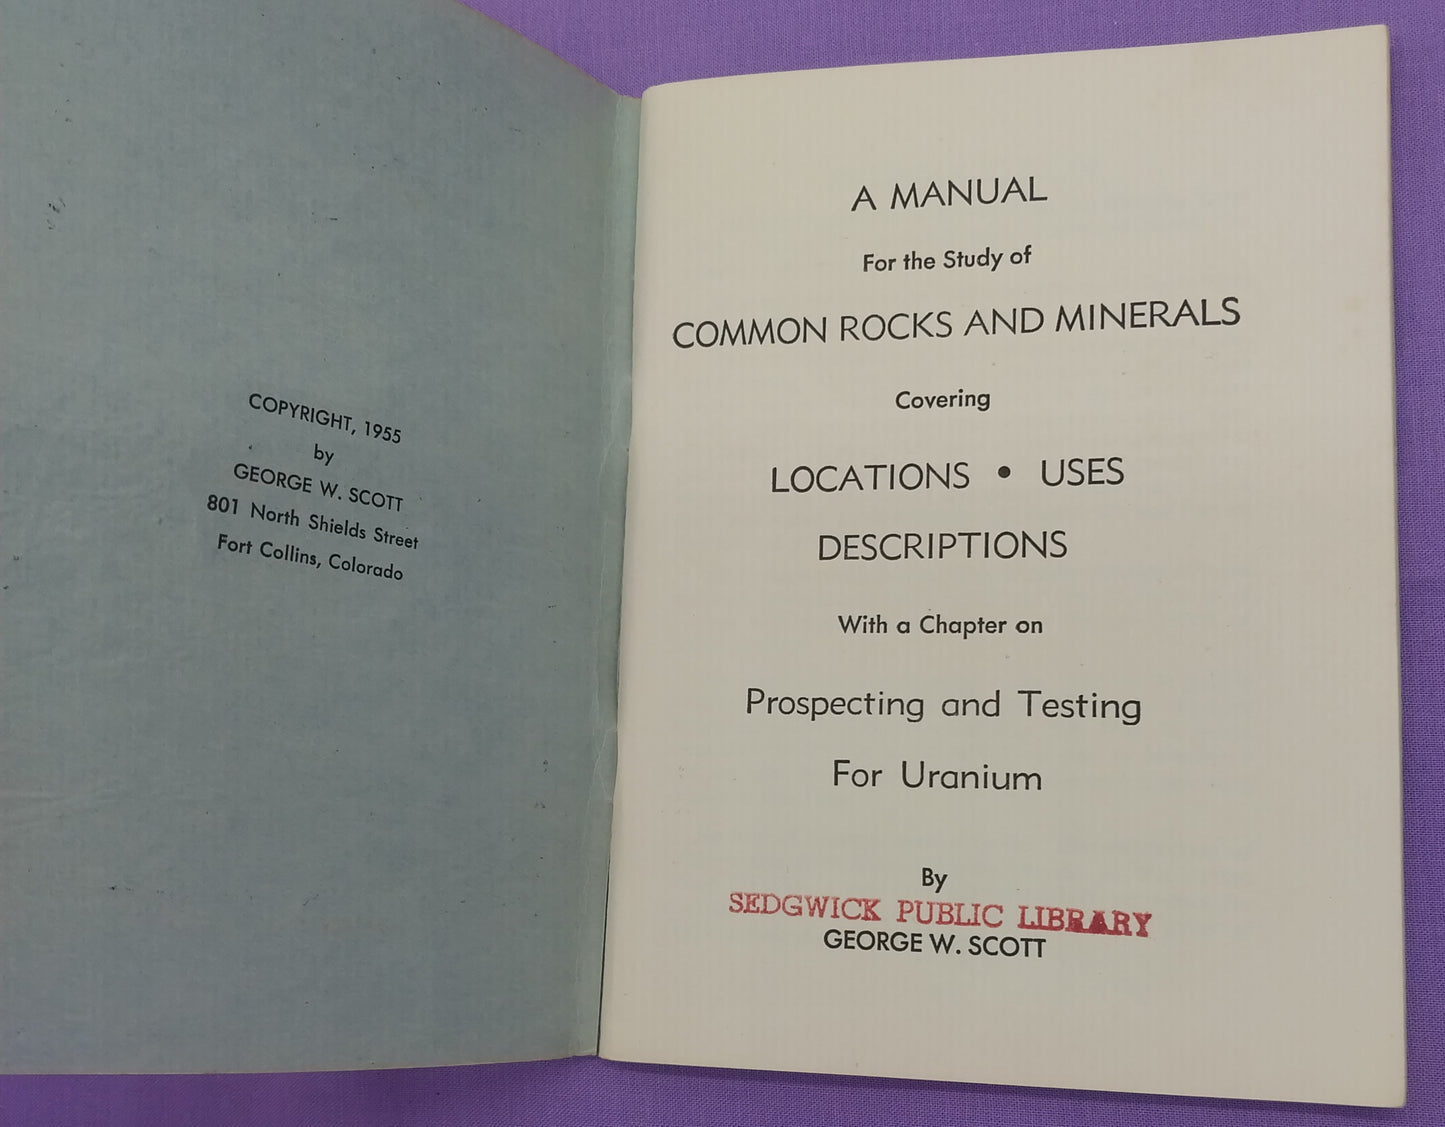 COPYRIGHT, 1955
by
GEORGE W. SCOTT
801 North Shields Street
Fort Collins, Colorado
A MANUAL
For the Study of
COMMON ROCKS AND MINERALS
Covering
LOCATIONS • USES
DESCRIPTIONS
With a Chapter on
Prospecting and Testing
For Uranium
By
SEDGWICK PUBLIC LIBRARY
GEORGE W. SCOTT